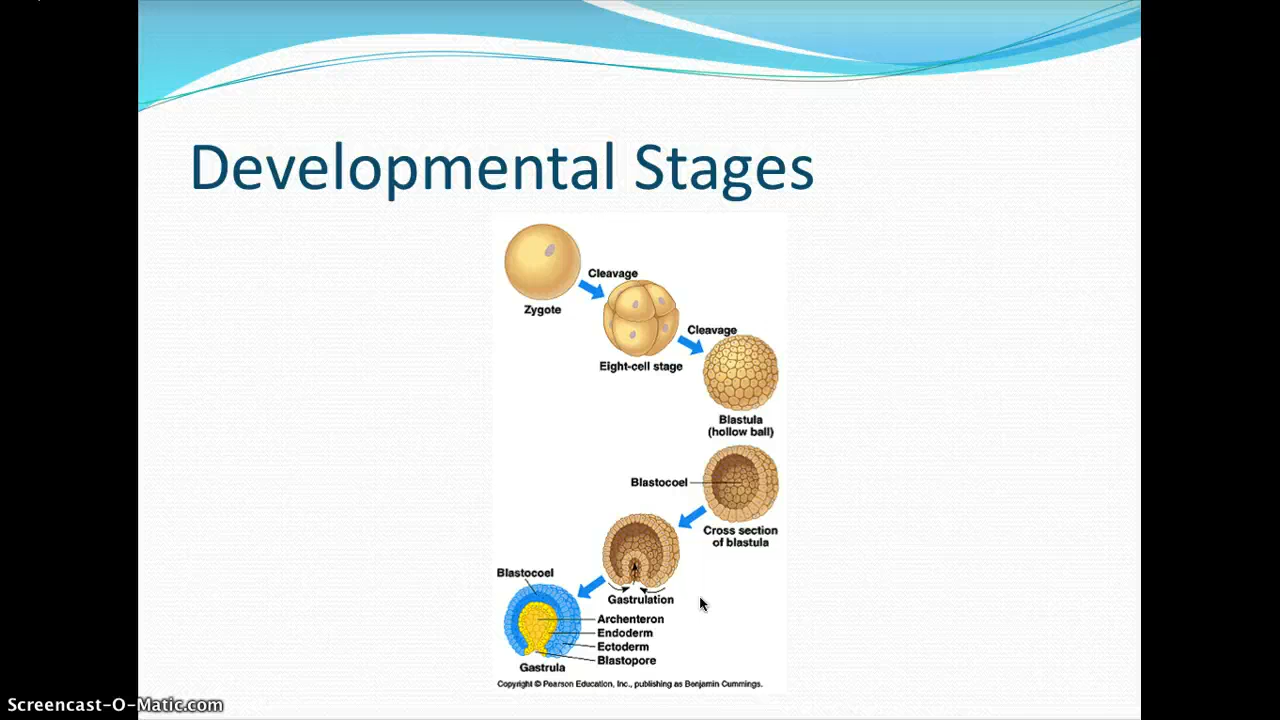 Developmental Stages
Cleavage
Zygote
Cleavage
Eight-cell stage
Blastula
(hollow ball)
Blastocoel
Cross section
of blastula
Blastocoel
Gastrulation
Archenteron
Endoderm
Ectoderm
Blastopore
Gastrula
Copyright © Pearson Education, Inc., publishing as Benjamin Cummings.
Screencast-O-Matic.com